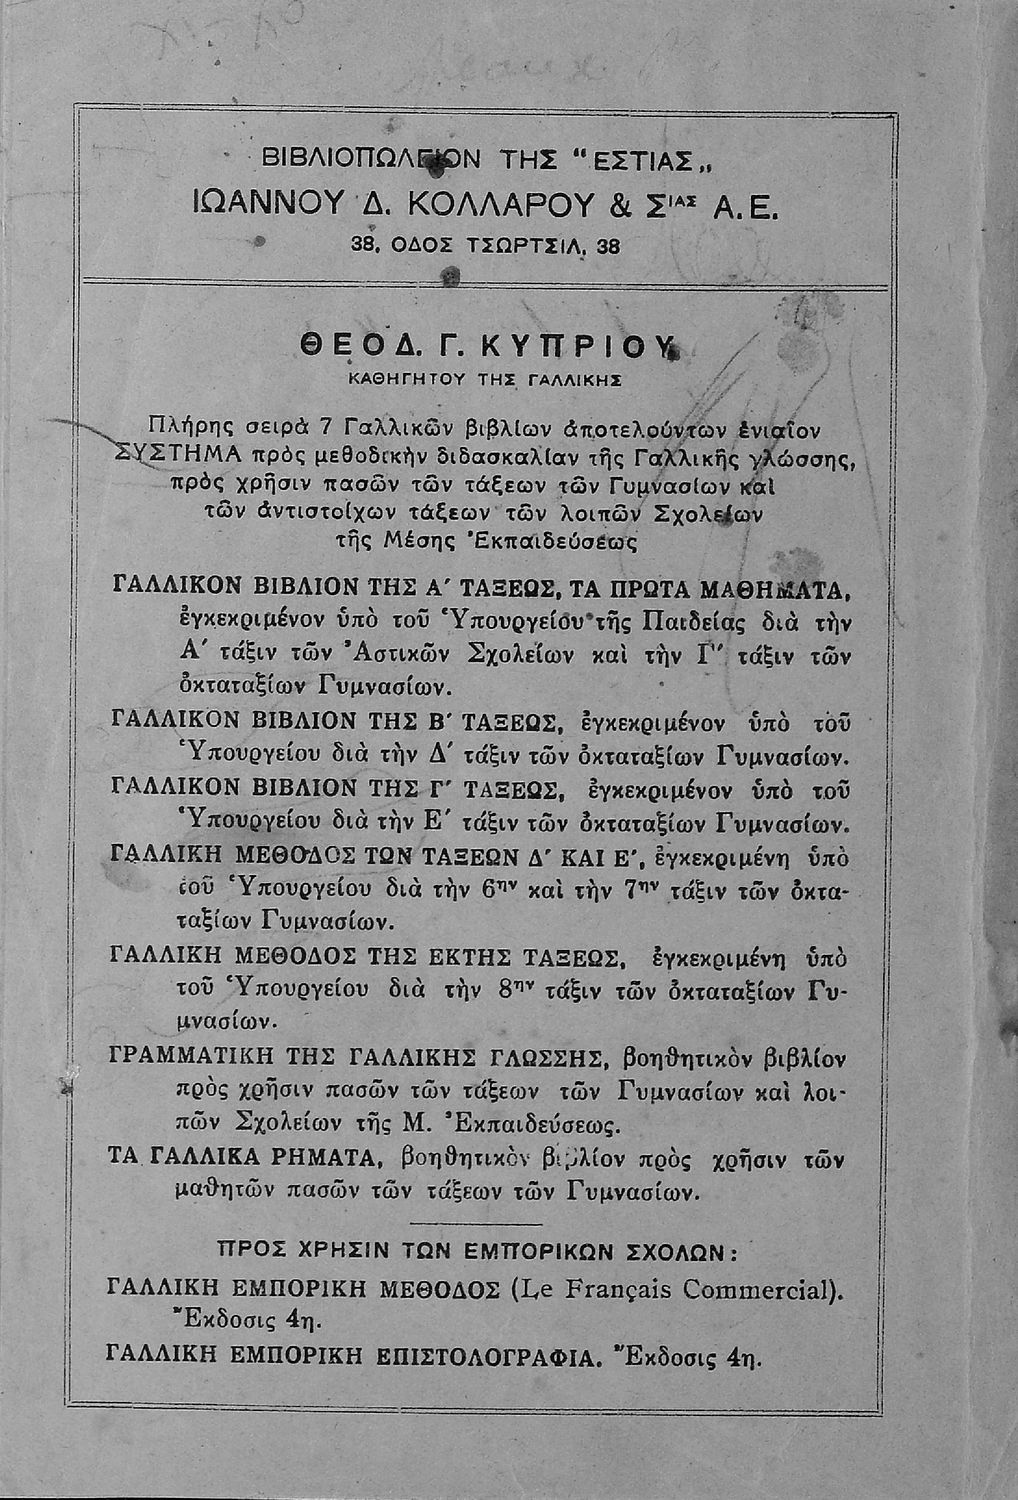 ΒΙΒΛΙΟΠΩΛΕΙΟΝ ΤΗΣ “ΕΣΤΙΑΣ„
ΙΩΑΝΝΟΥ Δ. ΚΟΛΛΑΡΟΥ & ΣΙΑΣ Α.Ε.
38, ΟΔΟΣ ΤΣΩΡΤΣΙΛ, 38
ΘΕΟΔ. Γ. ΚΥΠΡΙΟΥ
ΚΑΘΗΓΗΤΟΥ ΤΗΣ ΓΑΛΛΙΚΗΣ
Πλήρης σειρὰ 7 Γαλλικῶν βιβλίων ἀποτελούντων ἑνιαῖον
ΣΥΣΤΗΜΑ πρὸς μεθοδικὴν διδασκαλίαν τῆς Γαλλικῆς γλώσσης,
πρὸς χρῆσιν πασῶν τῶν τάξεων τῶν Γυμνασίων καὶ
τῶν ἀντιστοίχων τάξεων τῶν λοιπῶν Σχολείων
τῆς Μέσης Ἐκπαιδεύσεως
ΓΑΛΛΙΚΟΝ ΒΙΒΛΙΟΝ ΤΗΣ Α΄ ΤΑΞΕΩΣ, ΤΑ ΠΡΩΤΑ ΜΑΘΗΜΑΤΑ,
ἐγκεκριμένον ὑπὸ τοῦ Ὑπουργείου τῆς Παιδείας διὰ τὴν
Α΄ τάξιν τῶν Ἀστικῶν Σχολείων καὶ τὴν Γ΄ τάξιν τῶν
ὀκταταξίων Γυμνασίων.
ΓΑΛΛΙΚΟΝ ΒΙΒΛΙΟΝ ΤΗΣ Β΄ ΤΑΞΕΩΣ, ἐγκεκριμένον ὑπὸ τοῦ
Ὑπουργείου διὰ τὴν Δ΄ τάξιν τῶν ὀκταταξίων Γυμνασίων.
ΓΑΛΛΙΚΟΝ ΒΙΒΛΙΟΝ ΤΗΣ Γ΄ ΤΑΞΕΩΣ, ἐγκεκριμένον ὑπὸ τοῦ
Ὑπουργείου διὰ τὴν Ε΄ τάξιν τῶν ὀκταταξίων Γυμνασίων.
ΓΑΛΛΙΚΗ ΜΕΘΟΔΟΣ ΤΩΝ ΤΑΞΕΩΝ Δ΄ ΚΑΙ Ε΄, ἐγκεκριμένη ὑπὸ
τοῦ Ὑπουργείου διὰ τὴν 6ην καὶ τὴν 7ην τάξιν τῶν ὀκτα-
ταξίων Γυμνασίων.
ΓΑΛΛΙΚΗ ΜΕΘΟΔΟΣ ΤΗΣ ΕΚΤΗΣ ΤΑΞΕΩΣ, ἐγκεκριμένη ὑπὸ
τοῦ Ὑπουργείου διὰ τὴν 8ην τάξιν τῶν ὀκταταξίων Γυ-
μνασίων.
ΓΡΑΜΜΑΤΙΚΗ ΤΗΣ ΓΑΛΛΙΚΗΣ ΓΛΩΣΣΗΣ, βοηθητικὸν βιβλίον
πρὸς χρῆσιν πασῶν τῶν τάξεων τῶν Γυμνασίων καὶ λοι-
πῶν Σχολείων τῆς Μ. Ἐκπαιδεύσεως.
ΤΑ ΓΑΛΛΙΚΑ ΡΗΜΑΤΑ, βοηθητικὸν βιβλίον πρὸς χρῆσιν τῶν
μαθητῶν πασῶν τῶν τάξεων τῶν Γυμνασίων.
ΠΡΟΣ ΧΡΗΣΙΝ ΤΩΝ ΕΜΠΟΡΙΚΩΝ ΣΧΟΛΩΝ:
ΓΑΛΛΙΚΗ ΕΜΠΟΡΙΚΗ ΜΕΘΟΔΟΣ (Le Français Commercial).
Ἔκδοσις 4η.
ΓΑΛΛΙΚΗ ΕΜΠΟΡΙΚΗ ΕΠΙΣΤΟΛΟΓΡΑΦΙΑ. Ἔκδοσις 4η.